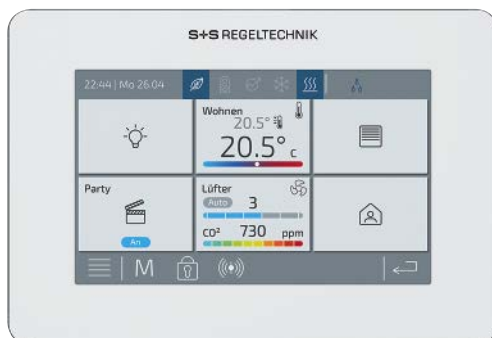 S+S REGELTECHNIK
22:44 | Mo 26.04
Wohnen
20.5°
20.5° c
Party
An
Lüfter
Auto 3
CO² 730 ppm
M